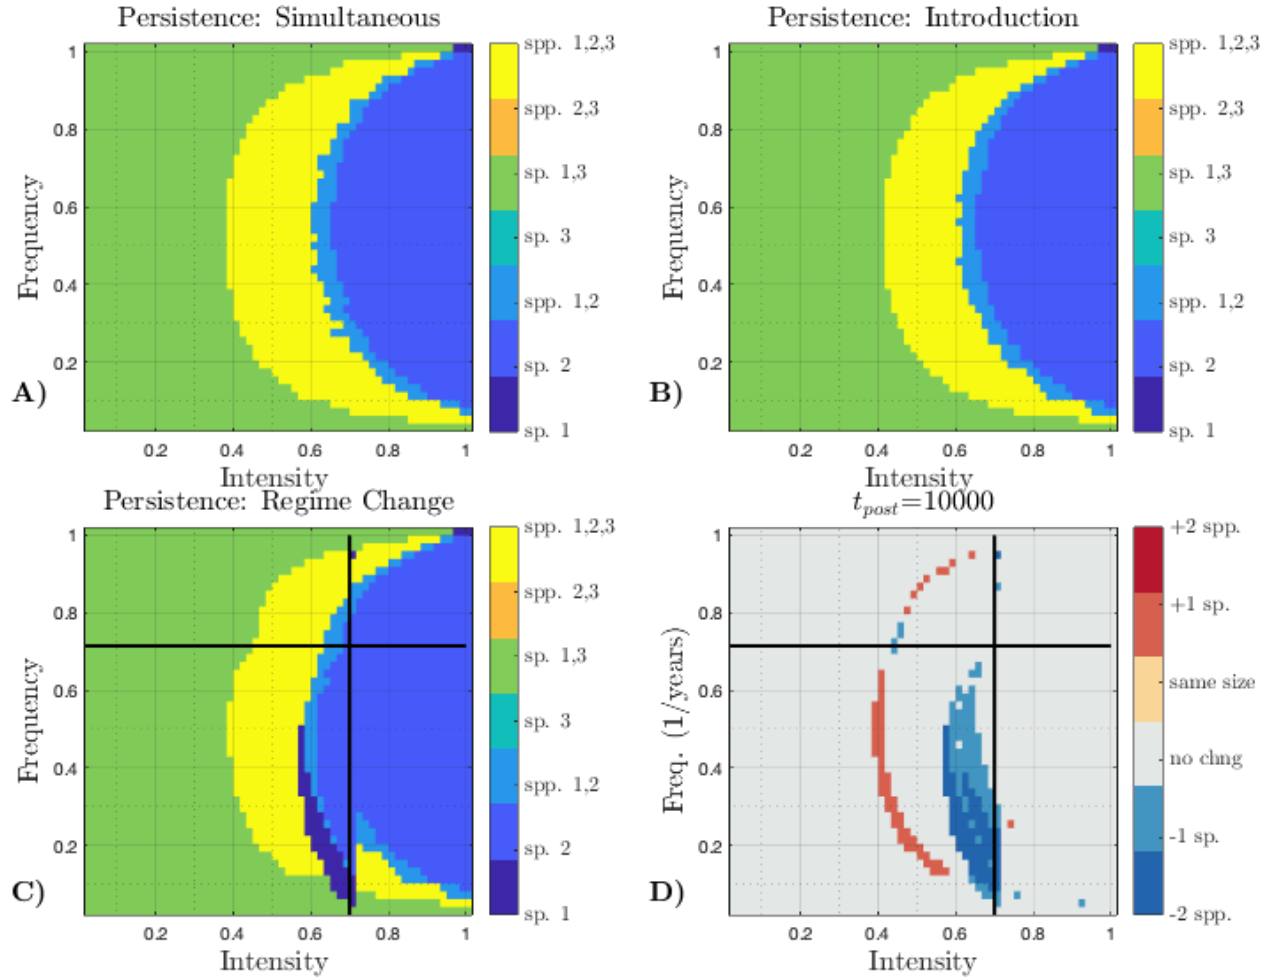 Persistence: Simultaneous
1
0.8
0.6
0.4
0.2
Frequency
0.2 0.4 0.6 0.8 1
Intensity
A)
spp. 1,2,3
spp. 2,3
sp. 1,3
sp. 3
spp. 1,2
sp. 2
sp. 1
Persistence: Introduction
1
0.8
0.6
0.4
0.2
Frequency
0.2 0.4 0.6 0.8 1
Intensity
B)
spp. 1,2,3
spp. 2,3
sp. 1,3
sp. 3
spp. 1,2
sp. 2
sp. 1
Persistence: Regime Change
1
0.8
0.6
0.4
0.2
Frequency
0.2 0.4 0.6 0.8 1
Intensity
C)
spp. 1,2,3
spp. 2,3
sp. 1,3
sp. 3
spp. 1,2
sp. 2
sp. 1
t_post=10000
1
0.8
0.6
0.4
0.2
Freq. (1/years)
0.2 0.4 0.6 0.8 1
Intensity
D)
+2 spp.
+1 sp.
same size
no chng
-1 sp.
-2 spp.